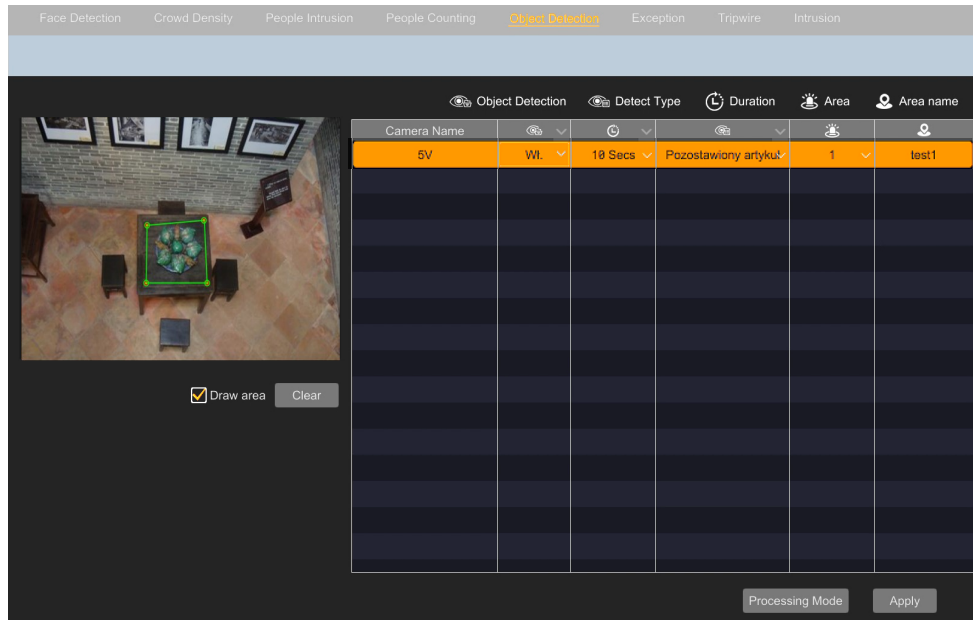 Face Detection Crowd Density People Intrusion People Counting Object Detection Exception Tripwire Intrusion
Object Detection Detect Type Duration Area Area name
Camera Name
5V Wł. 10 Secs Pozostawiony artykuł 1 test1
Draw area Clear
Processing Mode Apply